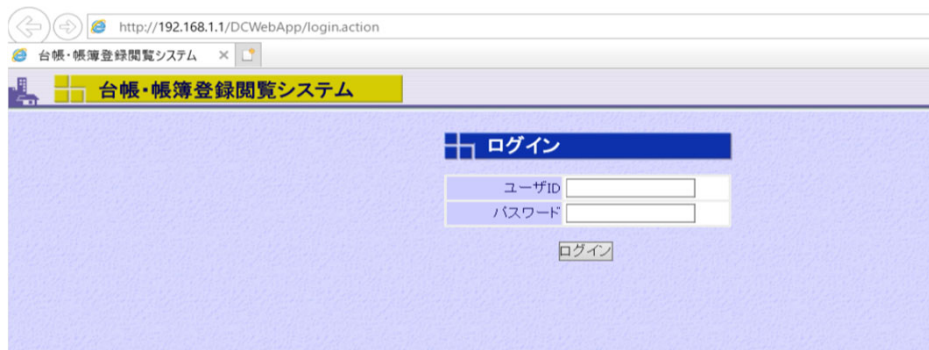 http://192.168.1.1/DCWebApp/login.action
台帳・帳簿登録閲覧システム
台帳・帳簿登録閲覧システム
ログイン
ユーザID
パスワード
ログイン